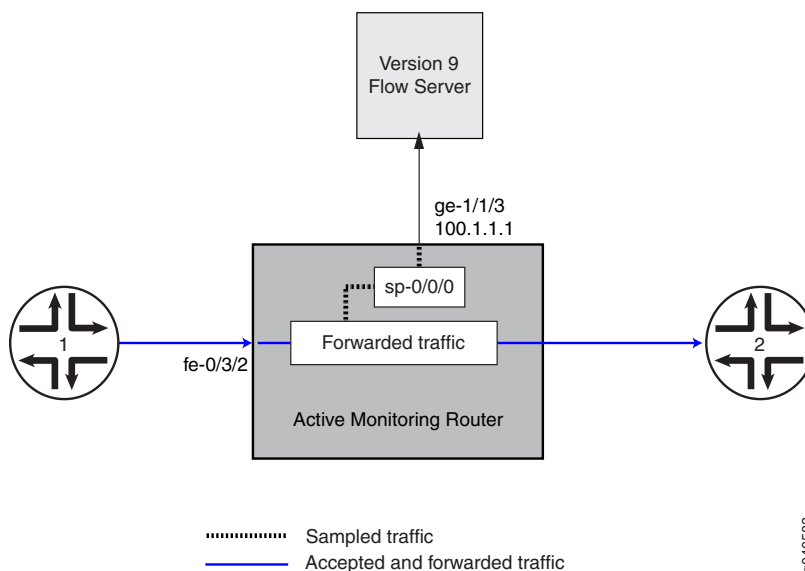 Version 9
Flow Server
ge-1/1/3
100.1.1.1
sp-0/0/0
1
Forwarded traffic
2
fe-0/3/2
Active Monitoring Router
Sampled traffic
Accepted and forwarded traffic